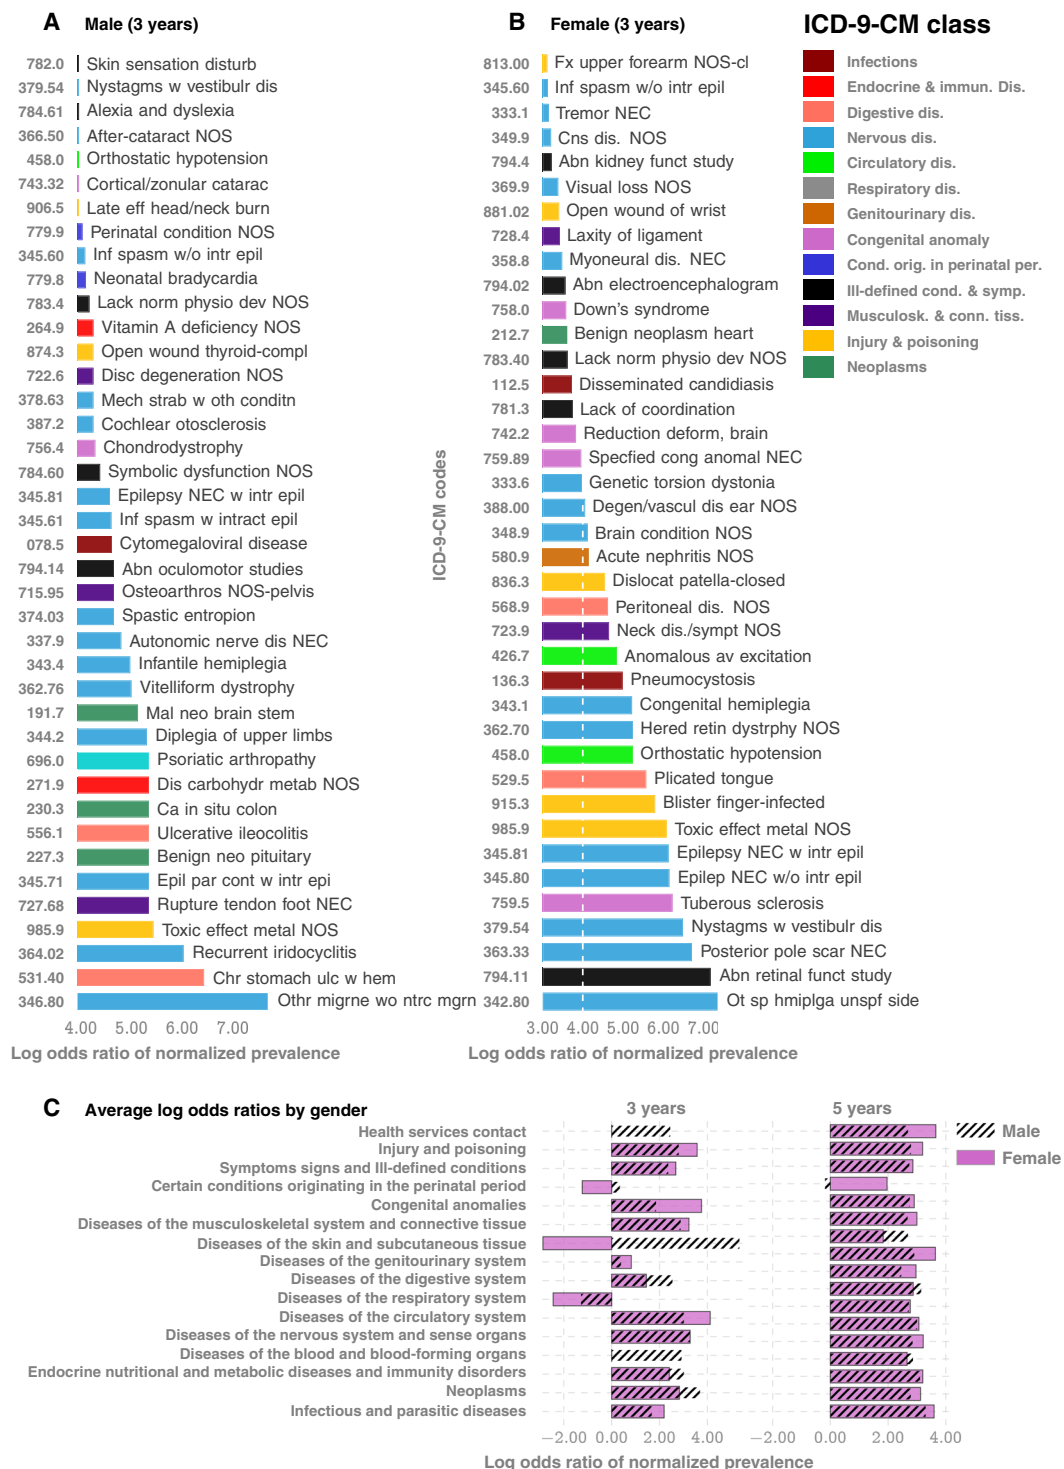 A Male (3 years)
782.0 Skin sensation disturb
379.54 Nystagms w vestibulr dis
784.61 Alexia and dyslexia
366.50 After-cataract NOS
458.0 Orthostatic hypotension
743.32 Cortical/zonular catarac
906.5 Late eff head/neck burn
779.9 Perinatal condition NOS
345.60 Inf spasm w/o intr epil
779.8 Neonatal bradycardia
783.4 Lack norm physio dev NOS
264.9 Vitamin A deficiency NOS
874.3 Open wound thyroid-compl
722.6 Disc degeneration NOS
378.63 Mech strab w oth conditn
387.2 Cochlear otosclerosis
756.4 Chondrodystrophy
784.60 Symbolic dysfunction NOS
345.81 Epilepsy NEC w intr epil
345.61 Inf spasm w intract epil
078.5 Cytomegaloviral disease
794.14 Abn oculomotor studies
715.95 Osteoarthros NOS-pelvis
374.03 Spastic entropion
337.9 Autonomic nerve dis NEC
343.4 Infantile hemiplegia
362.76 Vitelliform dystrophy
191.7 Mal neo brain stem
344.2 Diplegia of upper limbs
696.0 Psoriatic arthropathy
271.9 Dis carbohydr metab NOS
230.3 Ca in situ colon
556.1 Ulcerative ileocolitis
227.3 Benign neo pituitary
345.71 Epil par cont w intr epi
727.68 Rupture tendon foot NEC
985.9 Toxic effect metal NOS
364.02 Recurrent iridocyclitis
531.40 Chr stomach ulc w hem
346.80 Othr migrne wo ntrc mgrn
4.00 5.00 6.00 7.00
Log odds ratio of normalized prevalence
ICD-9-CM codes
B Female (3 years)
813.00 Fx upper forearm NOS-cl
345.60 Inf spasm w/o intr epil
333.1 Tremor NEC
349.9 Cns dis. NOS
794.4 Abn kidney funct study
369.9 Visual loss NOS
881.02 Open wound of wrist
728.4 Laxity of ligament
358.8 Myoneural dis. NEC
794.02 Abn electroencephalogram
758.0 Down's syndrome
212.7 Benign neoplasm heart
783.40 Lack norm physio dev NOS
112.5 Disseminated candidiasis
781.3 Lack of coordination
742.2 Reduction deform, brain
759.89 Specfied cong anomal NEC
333.6 Genetic torsion dystonia
388.00 Degen/vascul dis ear NOS
348.9 Brain condition NOS
580.9 Acute nephritis NOS
836.3 Dislocat patella-closed
568.9 Peritoneal dis. NOS
723.9 Neck dis./sympt NOS
426.7 Anomalous av excitation
136.3 Pneumocystosis
343.1 Congenital hemiplegia
362.70 Hered retin dystrphy NOS
458.0 Orthostatic hypotension
529.5 Plicated tongue
915.3 Blister finger-infected
985.9 Toxic effect metal NOS
345.81 Epilepsy NEC w intr epil
345.80 Epilep NEC w/o intr epil
759.5 Tuberous sclerosis
379.54 Nystagms w vestibulr dis
363.33 Posterior pole scar NEC
794.11 Abn retinal funct study
342.80 Ot sp hmiplga unspf side
3.00 4.00 5.00 6.00 7.00
Log odds ratio of normalized prevalence
ICD-9-CM class
Infections
Endocrine & immun. Dis.
Digestive dis.
Nervous dis.
Circulatory dis.
Respiratory dis.
Genitourinary dis.
Congenital anomaly
Cond. orig. in perinatal per.
Ill-defined cond. & symp.
Musculosk. & conn. tiss.
Injury & poisoning
Neoplasms
C Average log odds ratios by gender
3 years 5 years
Male
Female
Health services contact
Injury and poisoning
Symptoms signs and Ill-defined conditions
Certain conditions originating in the perinatal period
Congenital anomalies
Diseases of the musculoskeletal system and connective tissue
Diseases of the skin and subcutaneous tissue
Diseases of the genitourinary system
Diseases of the digestive system
Diseases of the respiratory system
Diseases of the circulatory system
Diseases of the nervous system and sense organs
Diseases of the blood and blood-forming organs
Endocrine nutritional and metabolic diseases and immunity disorders
Neoplasms
Infectious and parasitic diseases
−2.00 0.00 2.00 4.00 −2.00 0.00 2.00 4.00
Log odds ratio of normalized prevalence